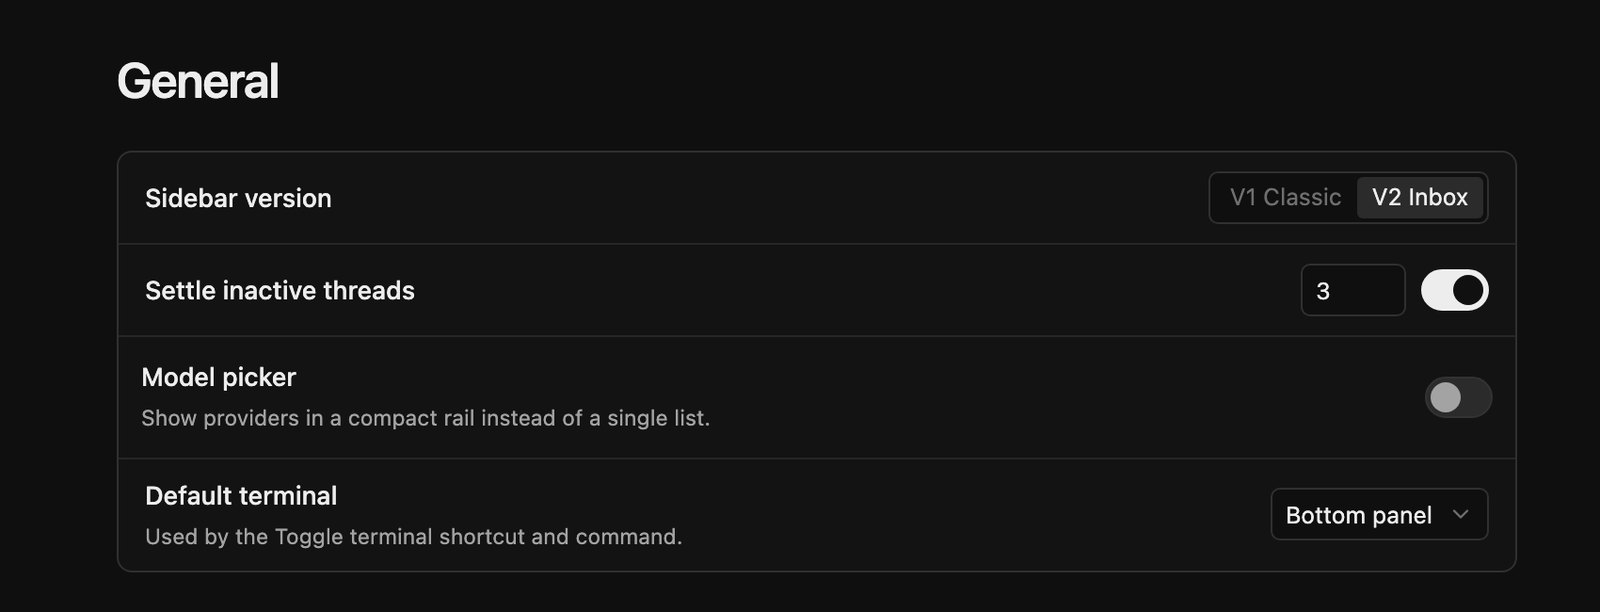 General
Sidebar version
V1 Classic
V2 Inbox
Settle inactive threads
3
Model picker
Show providers in a compact rail instead of a single list.
Default terminal
Used by the Toggle terminal shortcut and command.
Bottom panel